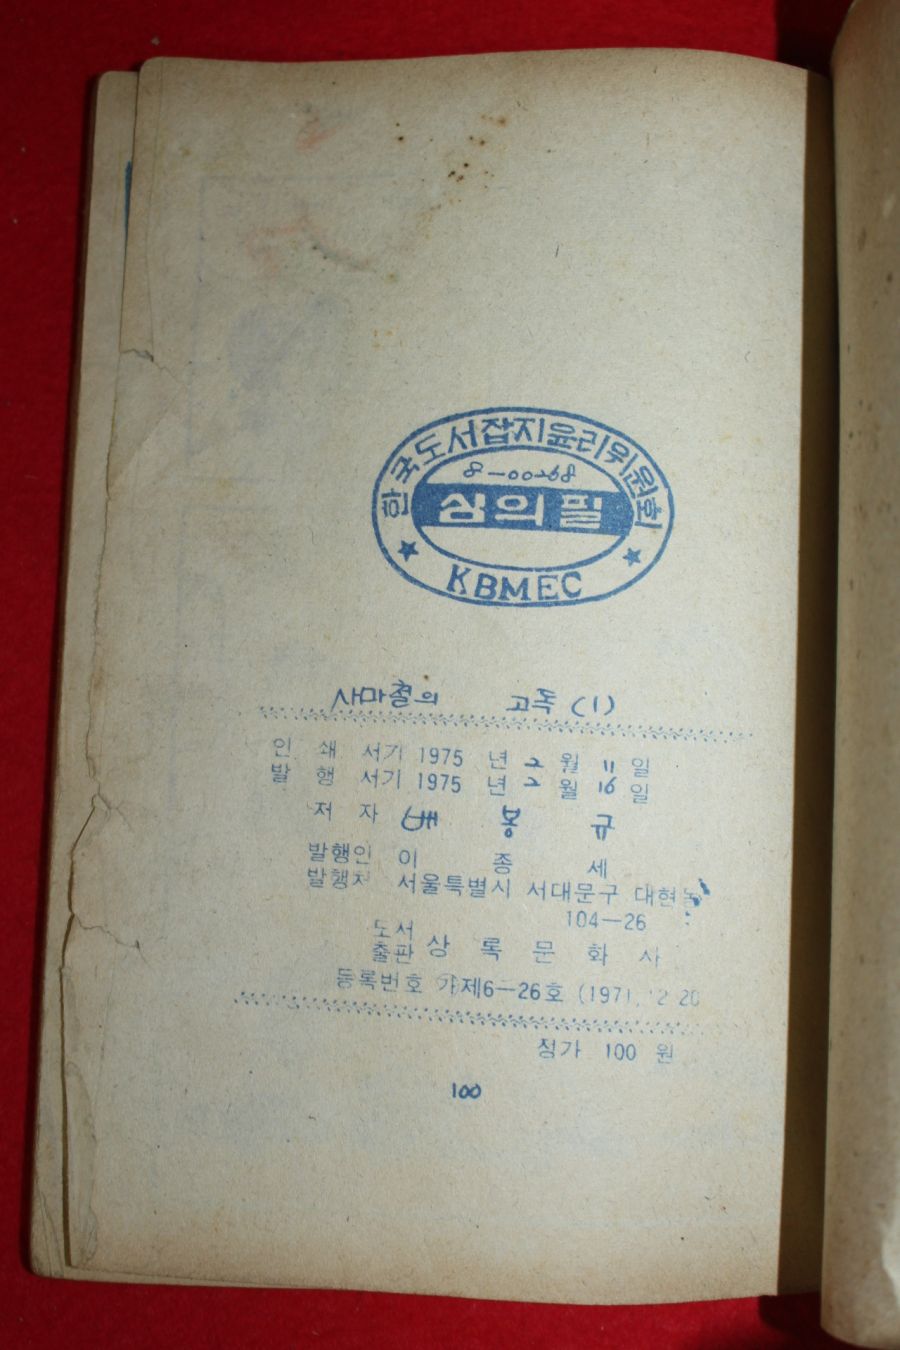 한국도서잡지윤리위원회
8-00268
심의필
KBMEC
사마철의 고독 (1)
인 쇄 서기 1975 년 2 월 11 일
발 행 서기 1975 년 2 월 16 일
저 자 배 봉 규
발행인 이 종 세
발행처 서울특별시 서대문구 대현동
104-26
도서
출판 상 록 문 화 사
등록번호 가제6-26호 (1971.12.20
정가 100 원
100